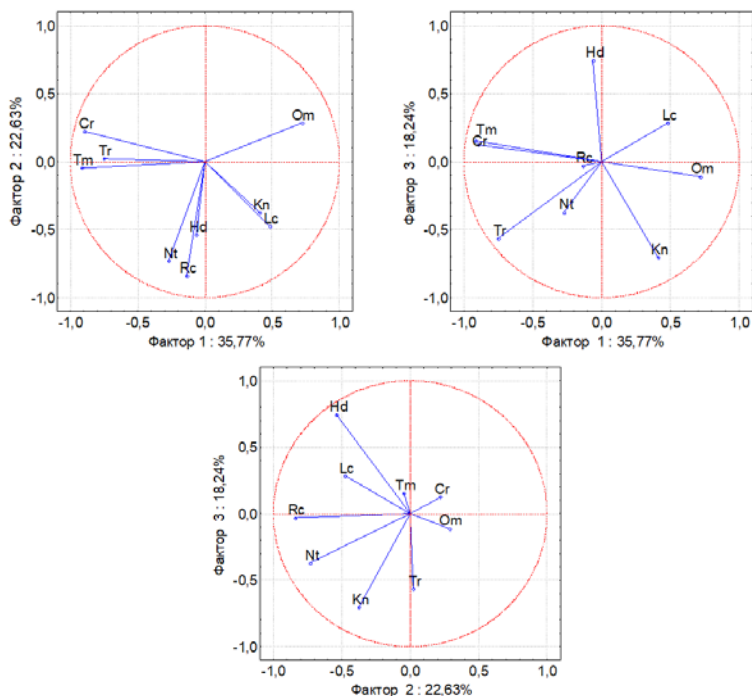 1,0
0,5
0,0
-0,5
-1,0
Фактор 2 : 22,63%
Cr
Tr
Tm
Om
Kn
Lc
Hd
Nt
Rc
-1,0 -0,5 0,0 0,5 1,0
Фактор 1 : 35,77%
1,0
0,5
0,0
-0,5
-1,0
Фактор 3 : 18,24%
Hd
Lc
Tm
Cr
Rc
Om
Nt
Tr
Kn
-1,0 -0,5 0,0 0,5 1,0
Фактор 1 : 35,77%
1,0
0,5
0,0
-0,5
-1,0
Фактор 3 : 18,24%
Hd
Lc
Tm
Cr
Rc
Om
Nt
Tr
Kn
-1,0 -0,5 0,0 0,5 1,0
Фактор 2 : 22,63%